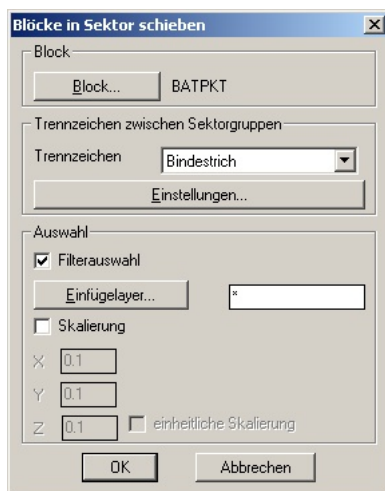 Blöcke in Sektor schieben
Block
Block... BATPKT
Trennzeichen zwischen Sektorgruppen
Trennzeichen Bindestrich
Einstellungen...
Auswahl
Filterauswahl
Einfügelayer... *
Skalierung
X 0.1
Y 0.1
Z 0.1 einheitliche Skalierung
OK Abbrechen